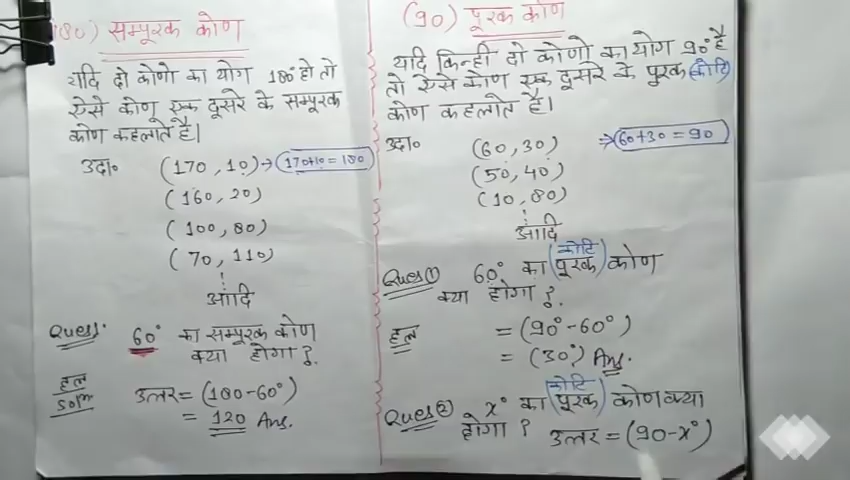 180) सम्पूरक कोण
यदि दो कोणो का योग 180° हो तो
ऐसे कोण एक दूसरे के सम्पूरक
कोण कहलाते है।
उदा० (170, 10) → (170+10 = 180)
(160, 20)
(100, 80)
(70, 110)
आदि
Ques: 60° का सम्पूरक कोण
क्या होगा ?
हल
Solⁿ
उत्तर = (180-60°)
= 120 Ans.
(90) पूरक कोण
यदि किन्ही दो कोणो का योग 90° है
तो ऐसे कोण एक दूसरे के पुरक (कोटि)
कोण कहलाते है।
उदा० (60, 30) ⇒ (60+30 = 90)
(50, 40)
(10, 80)
आदि
Ques① 60° का (कोटि पूरक) कोण
क्या होगा ?
हल = (90°-60°)
= (30°) Ans.
Ques② x° का (कोटि पूरक) कोण क्या
होगा ? उत्तर = (90-x°)